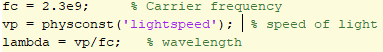 fc = 2.3e9;     % Carrier frequency
vp = physconst('lightspeed'); % speed of light
lambda = vp/fc;   % wavelength